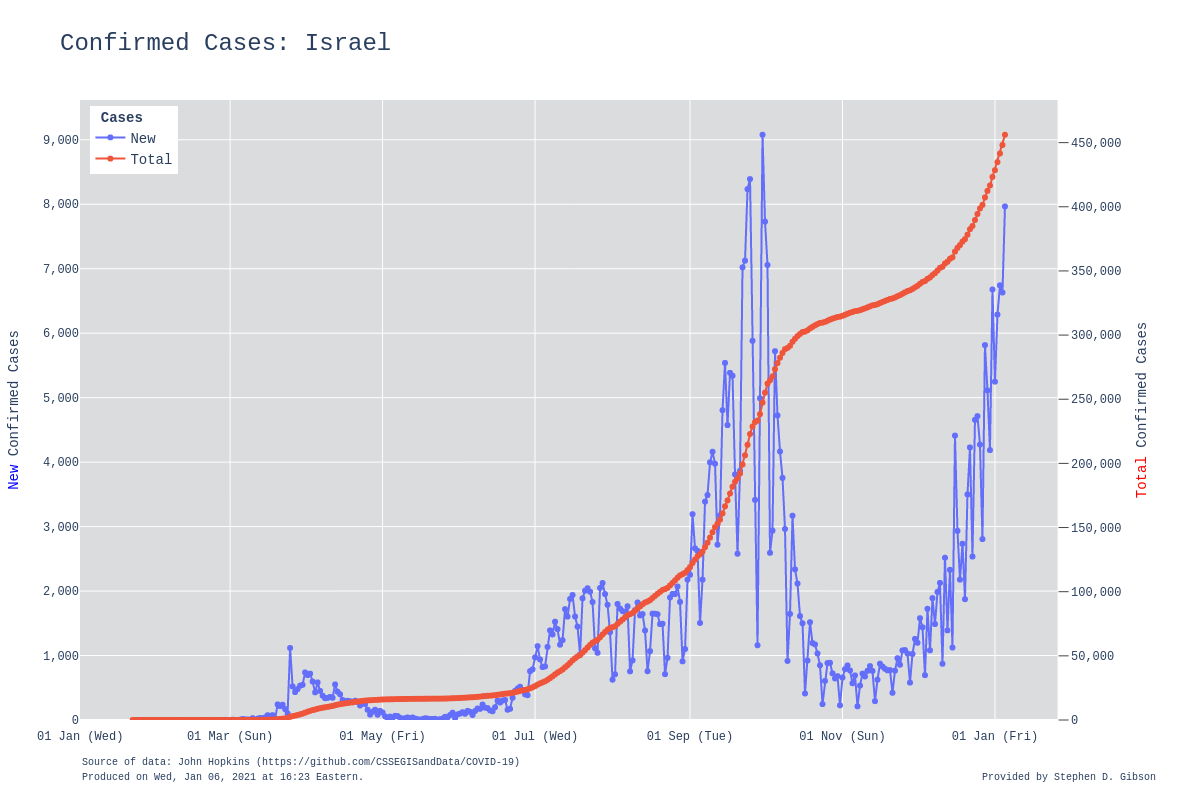 Confirmed Cases: Israel
Cases
New
Total
9,000
8,000
7,000
6,000
5,000
4,000
3,000
2,000
1,000
0
New Confirmed Cases
450,000
400,000
350,000
300,000
250,000
200,000
150,000
100,000
50,000
0
Total Confirmed Cases
01 Jan (Wed) 01 Mar (Sun) 01 May (Fri) 01 Jul (Wed) 01 Sep (Tue) 01 Nov (Sun) 01 Jan (Fri)
Source of data: John Hopkins (https://github.com/CSSEGISandData/COVID-19)
Produced on Wed, Jan 06, 2021 at 16:23 Eastern.
Provided by Stephen D. Gibson